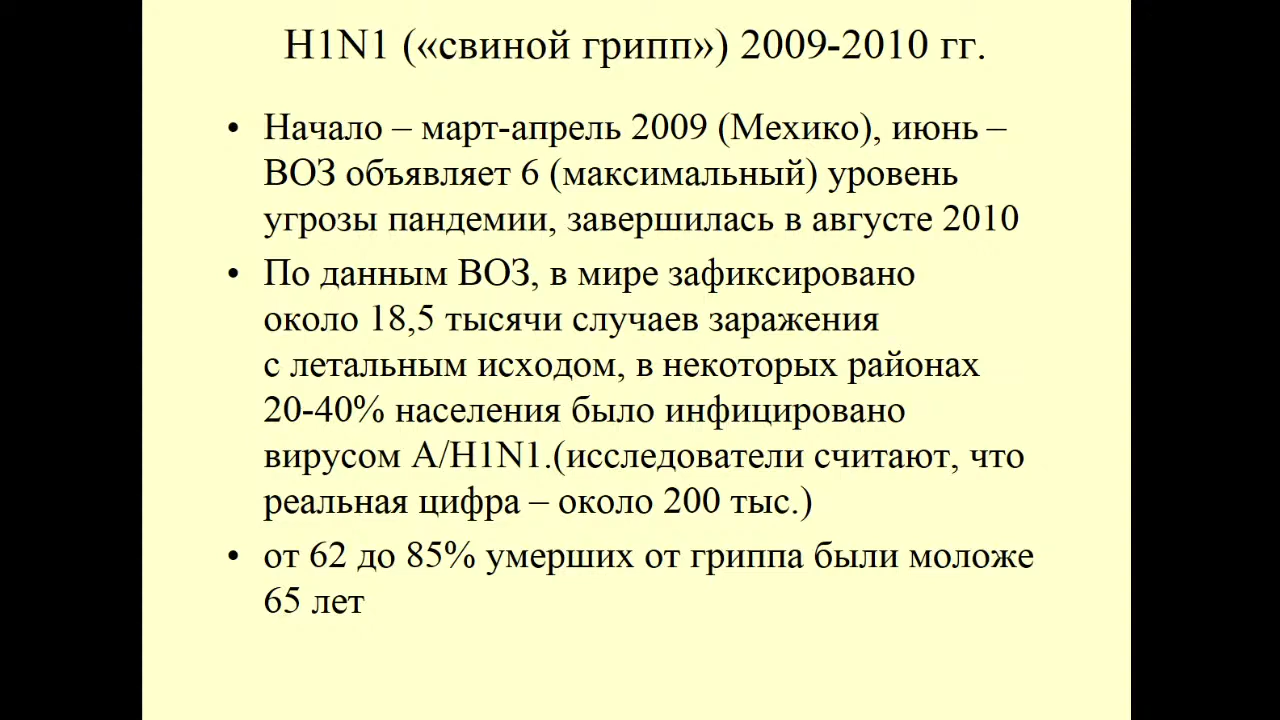 H1N1 («свиной грипп») 2009-2010 гг.
• Начало – март-апрель 2009 (Мехико), июнь –
ВОЗ объявляет 6 (максимальный) уровень
угрозы пандемии, завершилась в августе 2010
• По данным ВОЗ, в мире зафиксировано
около 18,5 тысячи случаев заражения
с летальным исходом, в некоторых районах
20-40% населения было инфицировано
вирусом A/H1N1.(исследователи считают, что
реальная цифра – около 200 тыс.)
• от 62 до 85% умерших от гриппа были моложе
65 лет